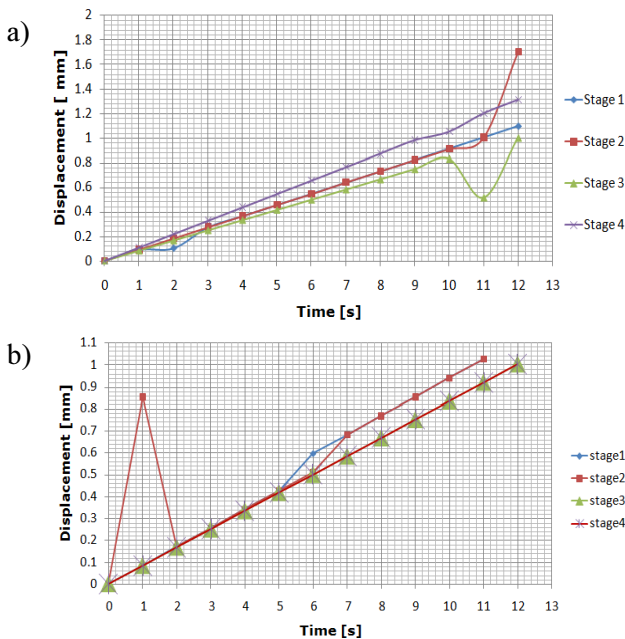 a)
Displacement [ mm]
2
1.8
1.6
1.4
1.2
1
0.8
0.6
0.4
0.2
0
0 1 2 3 4 5 6 7 8 9 10 11 12 13
Time [s]
Stage 1
Stage 2
Stage 3
Stage 4
b)
Displacement [mm]
1.1
1
0.9
0.8
0.7
0.6
0.5
0.4
0.3
0.2
0.1
0
0 1 2 3 4 5 6 7 8 9 10 11 12 13
Time [s]
stage1
stage2
stage3
stage4